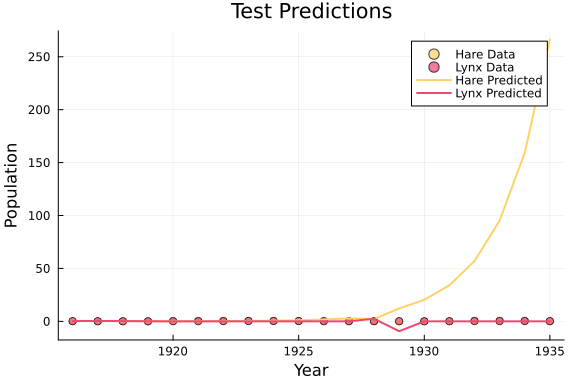 Test Predictions
250
200
150
100
50
0
Population
Hare Data
Lynx Data
Hare Predicted
Lynx Predicted
1920
1925
1930
1935
Year